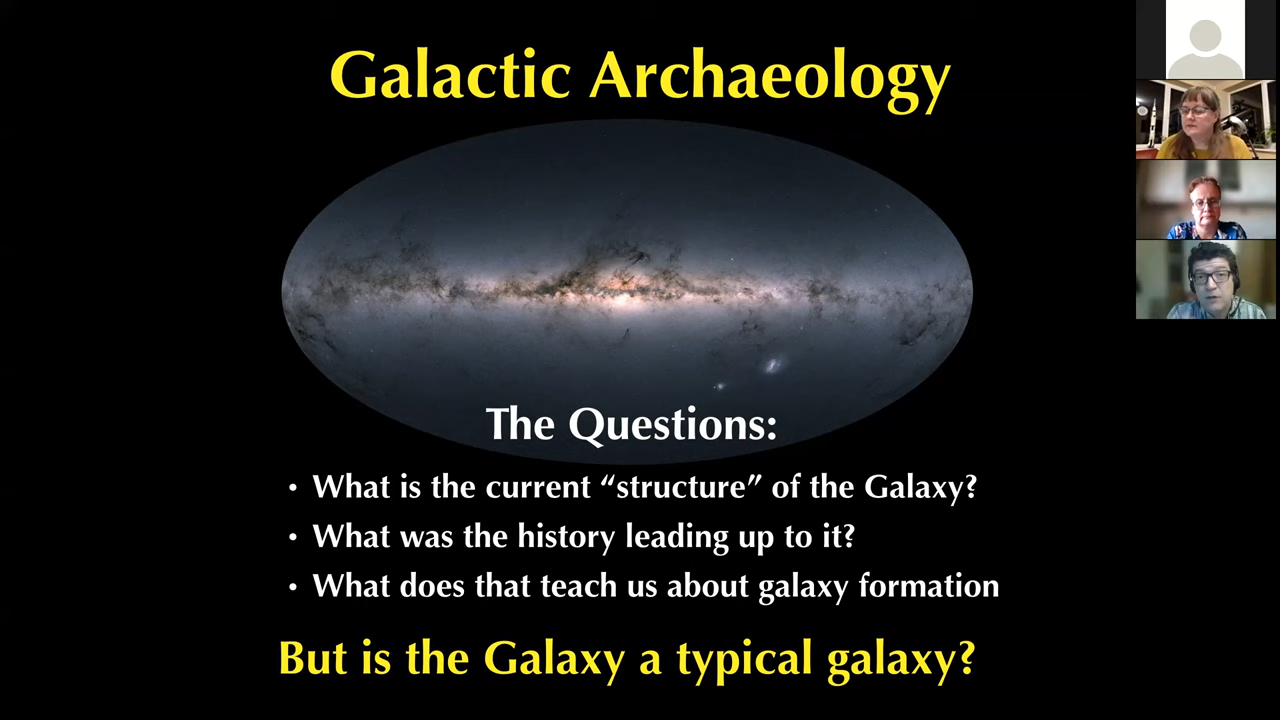 Galactic Archaeology
The Questions:
• What is the current “structure” of the Galaxy?
• What was the history leading up to it?
• What does that teach us about galaxy formation
But is the Galaxy a typical galaxy?